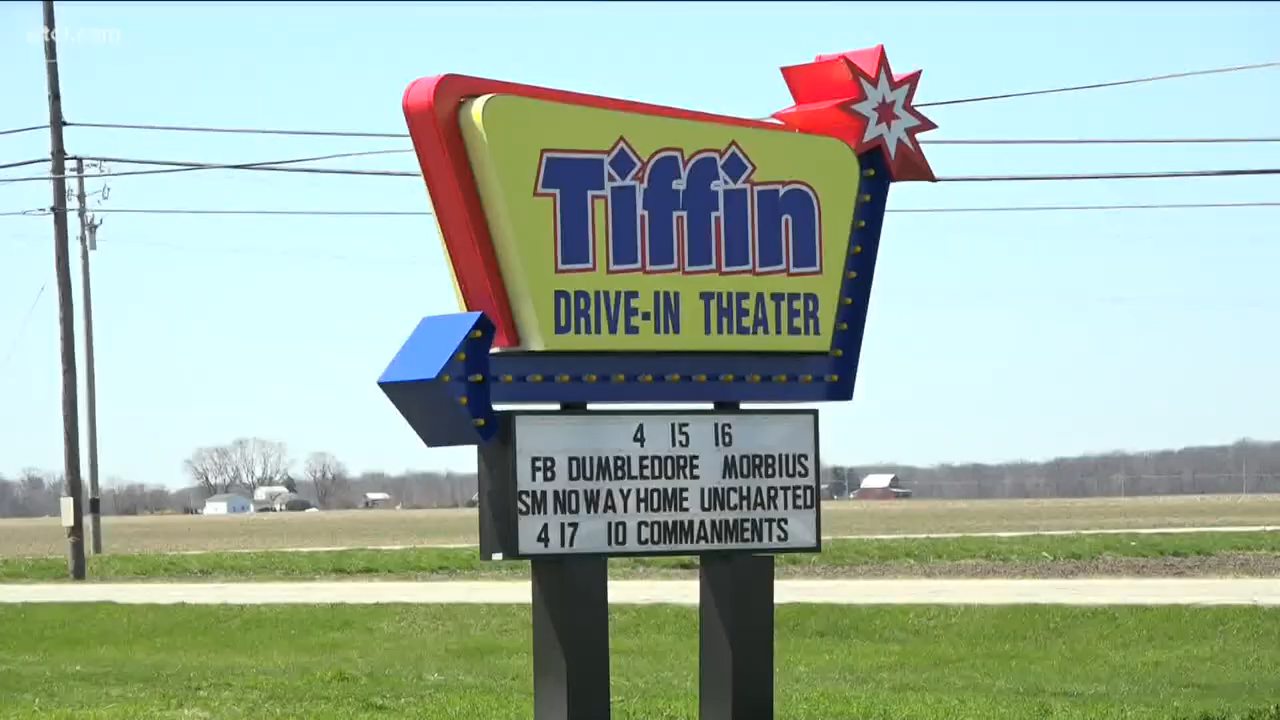 Tiffin
DRIVE-IN THEATER
4 15 16
FB DUMBLEDORE MORBIUS
SM NO WAY HOME UNCHARTED
4 17 10 COMMANMENTS